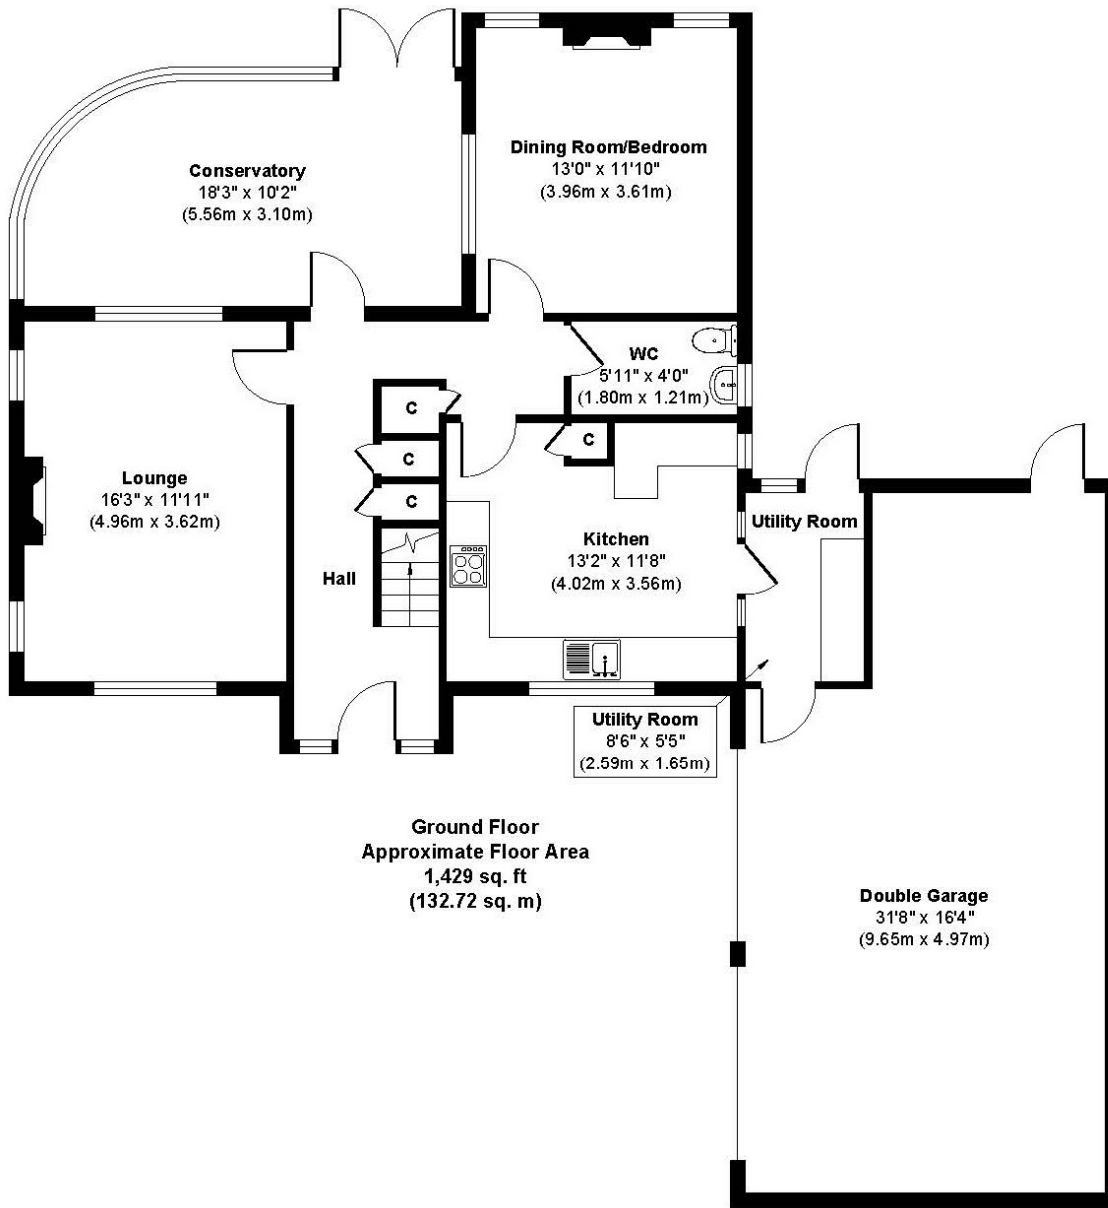 Conservatory
18'3" x 10'2"
(5.56m x 3.10m)
Dining Room/Bedroom
13'0" x 11'10"
(3.96m x 3.61m)
WC
5'11" x 4'0"
(1.80m x 1.21m)
C
C
C
C
Lounge
16'3" x 11'11"
(4.96m x 3.62m)
Hall
Kitchen
13'2" x 11'8"
(4.02m x 3.56m)
Utility Room
Utility Room
8'6" x 5'5"
(2.59m x 1.65m)
Ground Floor
Approximate Floor Area
1,429 sq. ft
(132.72 sq. m)
Double Garage
31'8" x 16'4"
(9.65m x 4.97m)